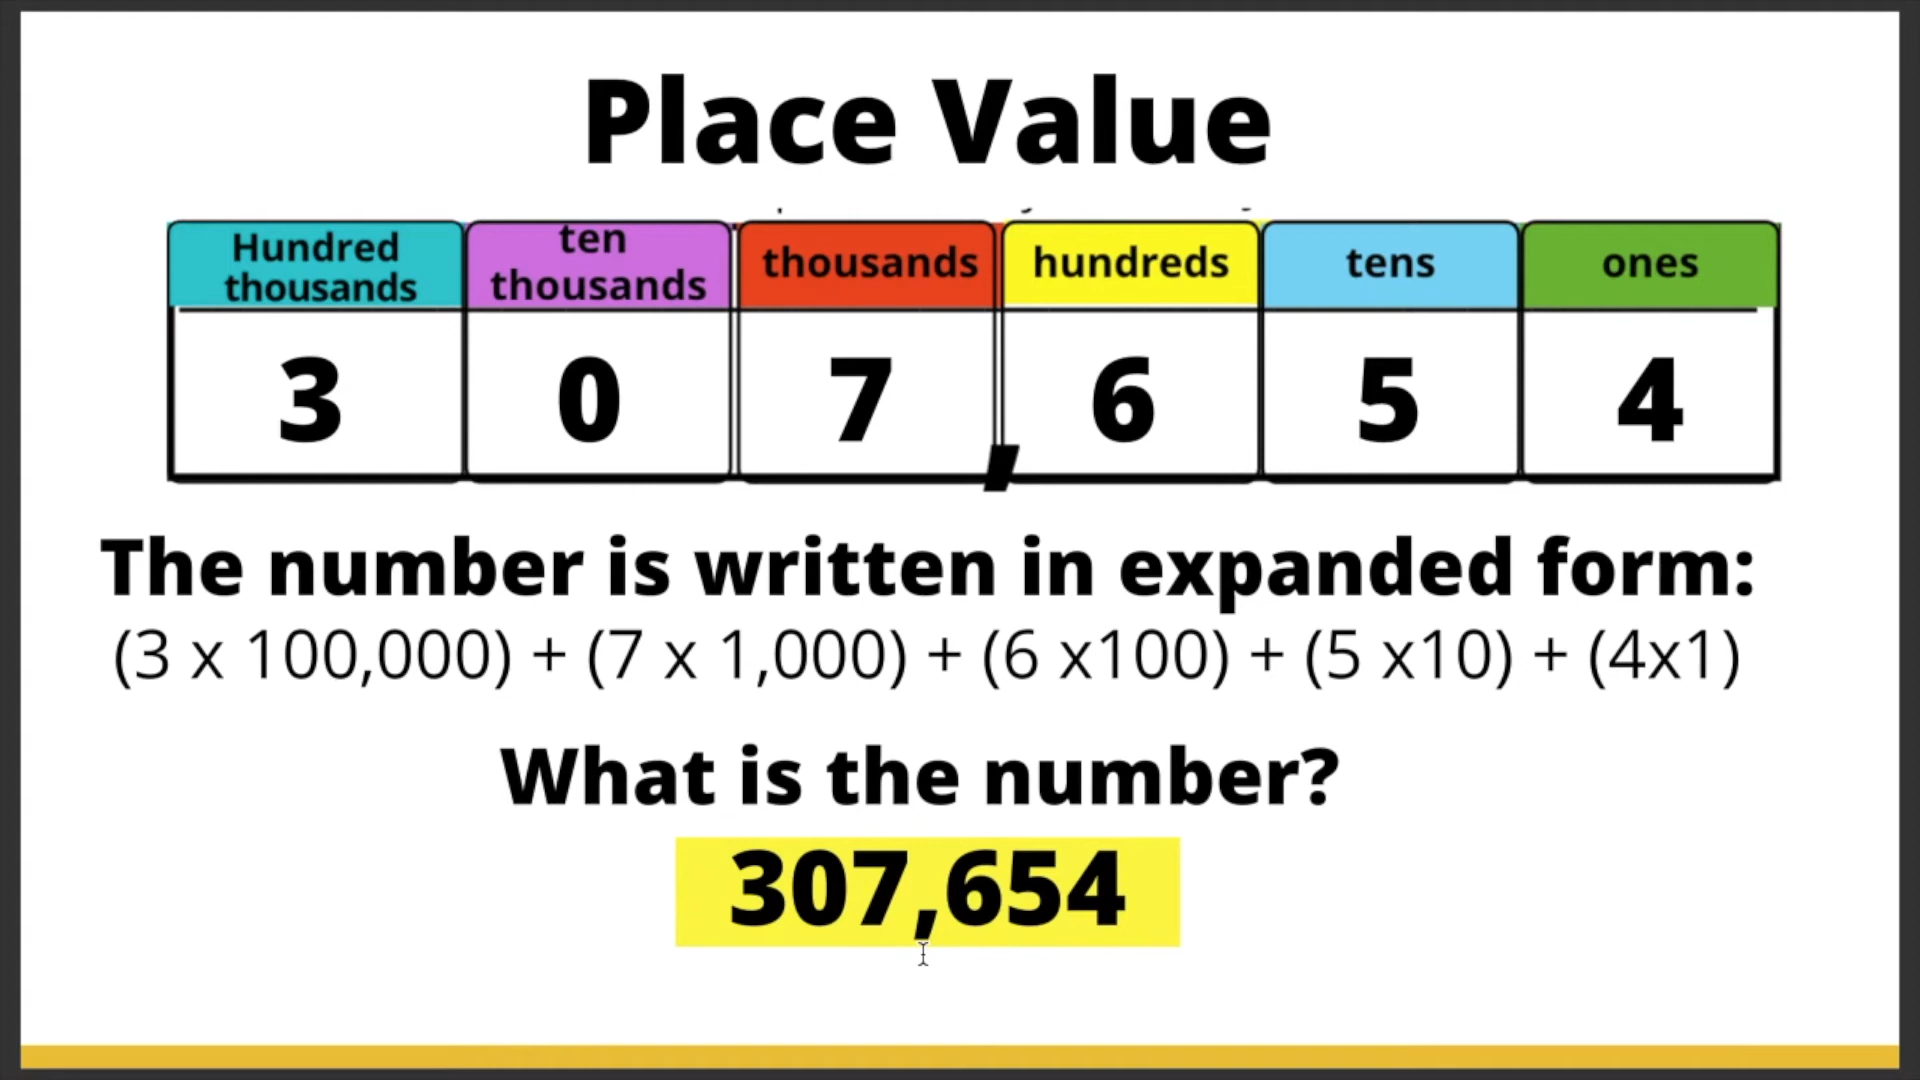 Place Value
Hundred thousands
ten thousands
thousands
hundreds
tens
ones
3 0 7 , 6 5 4
The number is written in expanded form:
(3 x 100,000) + (7 x 1,000) + (6 x100) + (5 x10) + (4x1)
What is the number?
307,654